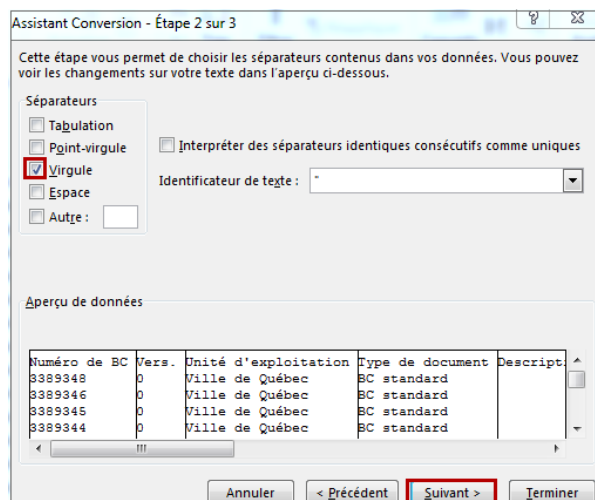 Assistant Conversion - Étape 2 sur 3
Cette étape vous permet de choisir les séparateurs contenus dans vos données. Vous pouvez
voir les changements sur votre texte dans l'aperçu ci-dessous.
Séparateurs
Tabulation
Point-virgule
Virgule
Espace
Autre :
Interpréter des séparateurs identiques consécutifs comme uniques
Identificateur de texte : "
Aperçu de données
Numéro de BC Vers. Unité d'exploitation Type de document Descript
3389348 0 Ville de Québec BC standard
3389346 0 Ville de Québec BC standard
3389345 0 Ville de Québec BC standard
3389344 0 Ville de Québec BC standard
Annuler < Précédent Suivant > Terminer